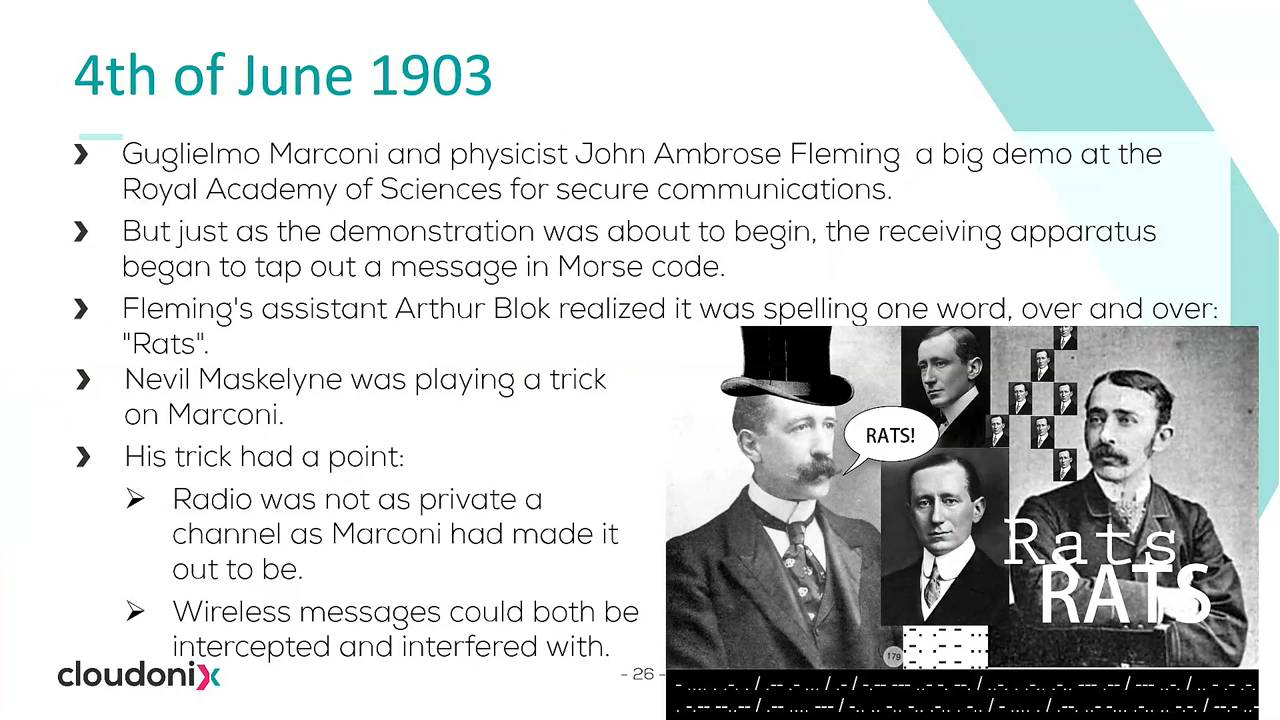 4th of June 1903
Guglielmo Marconi and physicist John Ambrose Fleming a big demo at the
Royal Academy of Sciences for secure communications.
But just as the demonstration was about to begin, the receiving apparatus
began to tap out a message in Morse code.
Fleming's assistant Arthur Blok realized it was spelling one word, over and over:
"Rats".
Nevil Maskelyne was playing a trick
on Marconi.
His trick had a point:
Radio was not as private a
channel as Marconi had made it
out to be.
Wireless messages could both be
intercepted and interfered with.
RATS!
Rats
RATS
179
cloudonix
- 26 -